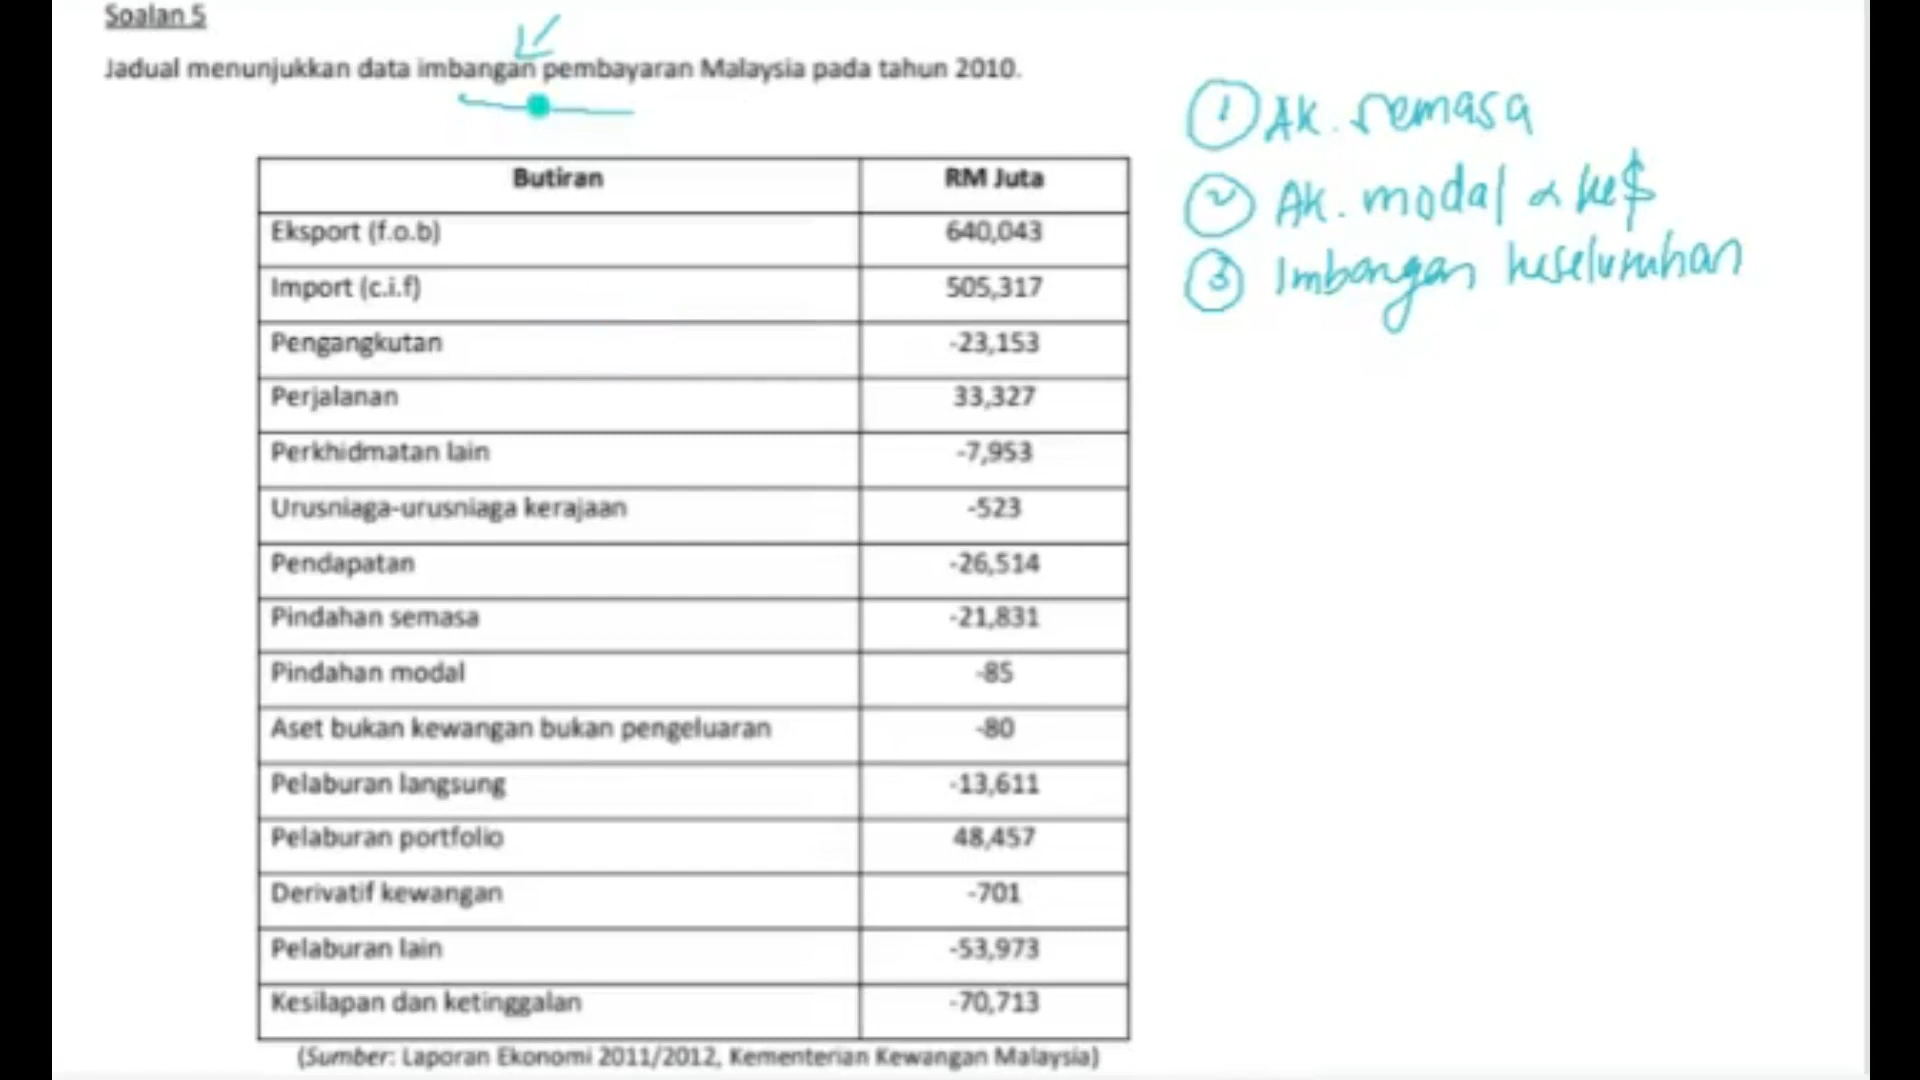 Soalan 5
Jadual menunjukkan data imbangan pembayaran Malaysia pada tahun 2010.
Butiran RM Juta
Eksport (f.o.b) 640,043
Import (c.i.f) 505,317
Pengangkutan -23,153
Perjalanan 33,327
Perkhidmatan lain -7,953
Urusniaga-urusniaga kerajaan -523
Pendapatan -26,514
Pindahan semasa -21,831
Pindahan modal -85
Aset bukan kewangan bukan pengeluaran -80
Pelaburan langsung -13,611
Pelaburan portfolio 48,457
Derivatif kewangan -701
Pelaburan lain -53,973
Kesilapan dan ketinggalan -70,713
(Sumber: Laporan Ekonomi 2011/2012, Kementerian Kewangan Malaysia)
① Ak. semasa
② Ak. modal & ke$
③ Imbangan keseluruhan